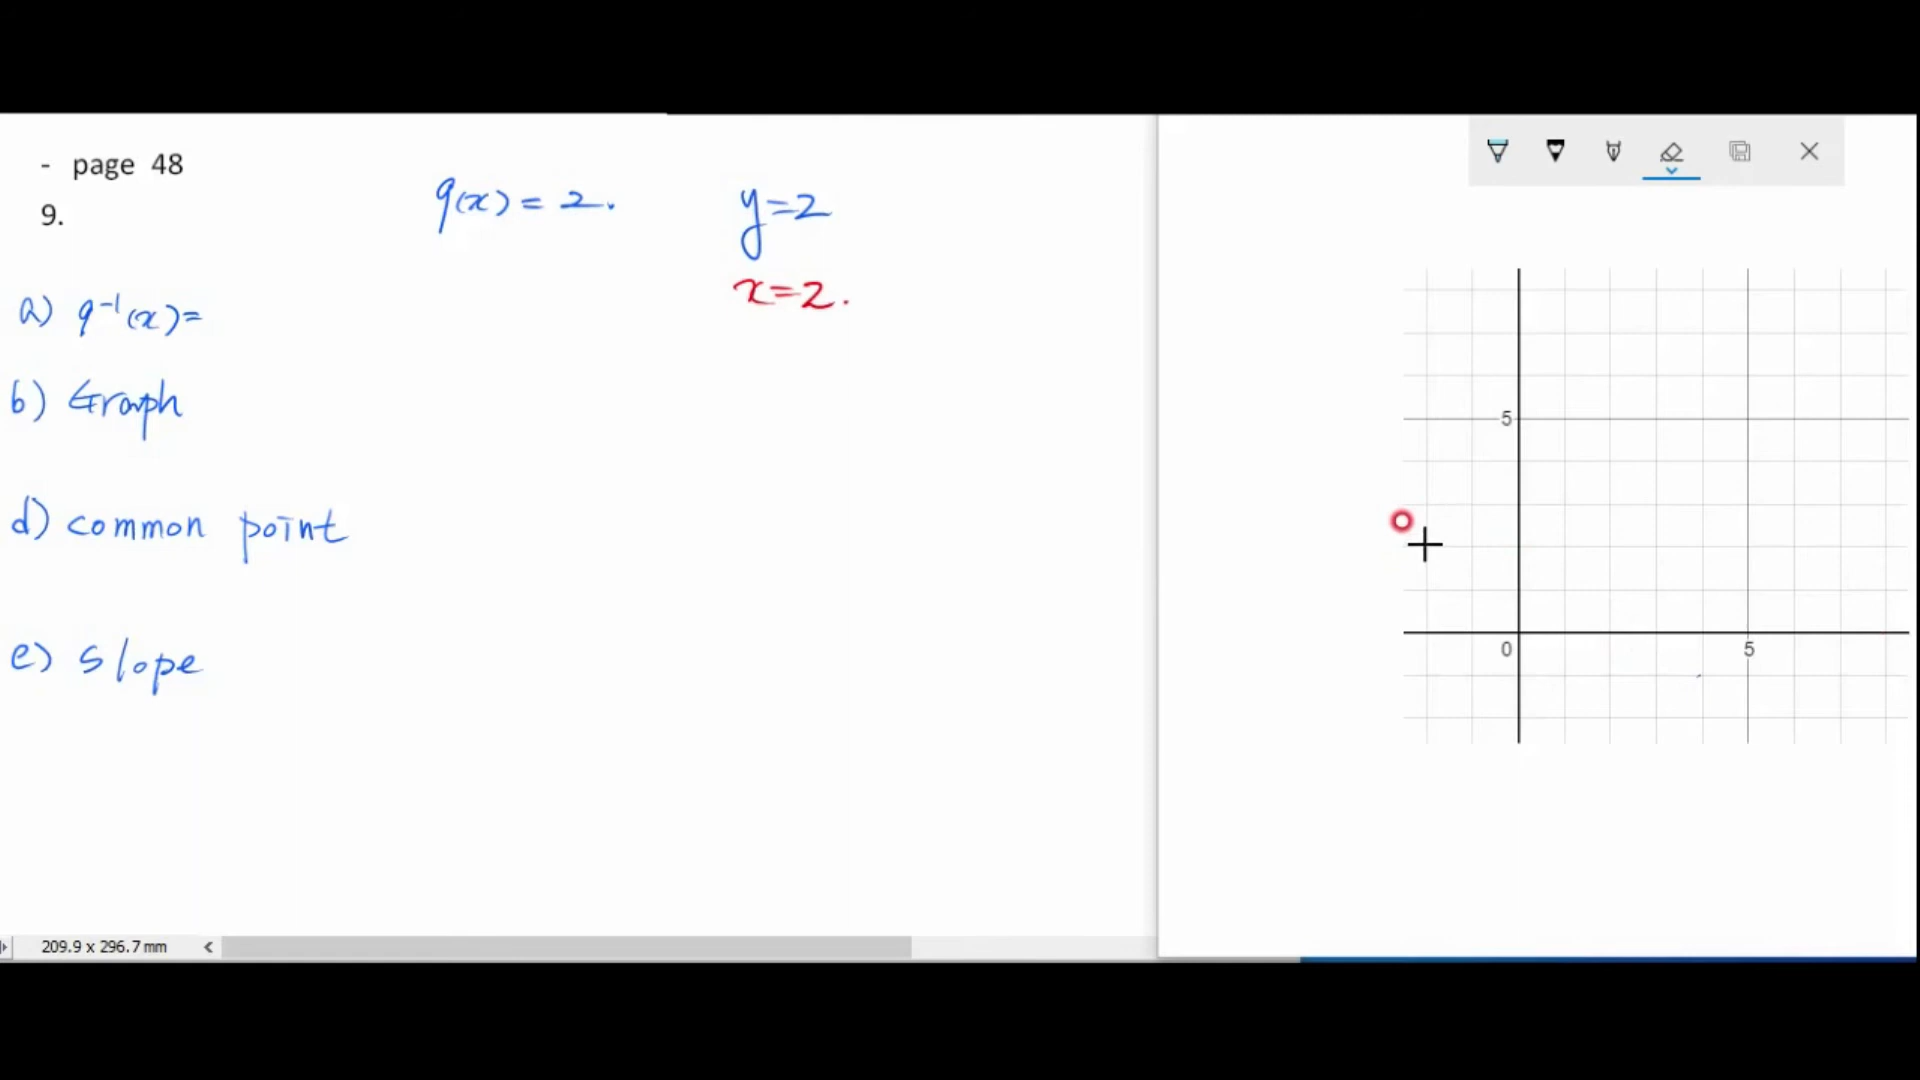 - page 48
9.
q(x) = 2.
y=2
x=2.
a) q⁻¹(x)=
b) Graph
d) common point
e) slope
5
0
5
209.9 x 296.7 mm